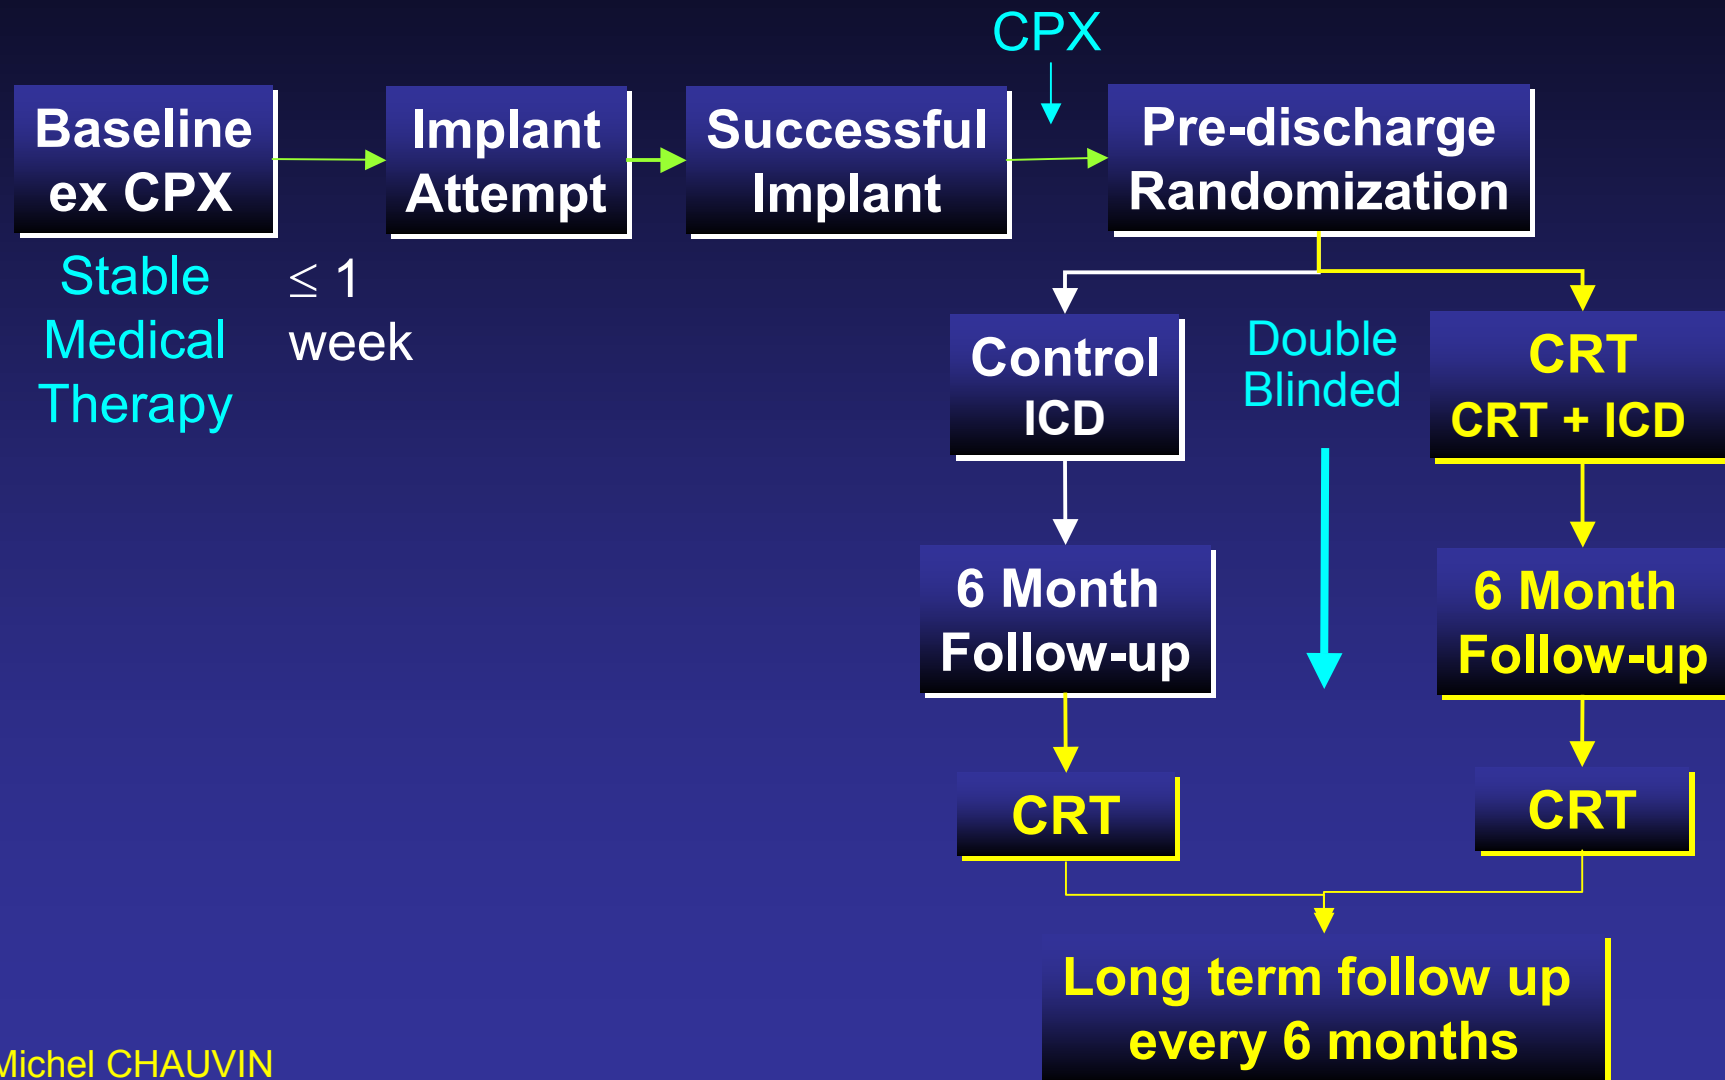 CPX
Baseline
ex CPX
Implant
Attempt
Successful
Implant
Pre-discharge
Randomization
Stable
Medical
Therapy
≤ 1
week
Control
ICD
Double
Blinded
CRT
CRT + ICD
6 Month
Follow-up
6 Month
Follow-up
CRT
CRT
Long term follow up
every 6 months
Michel CHAUVIN